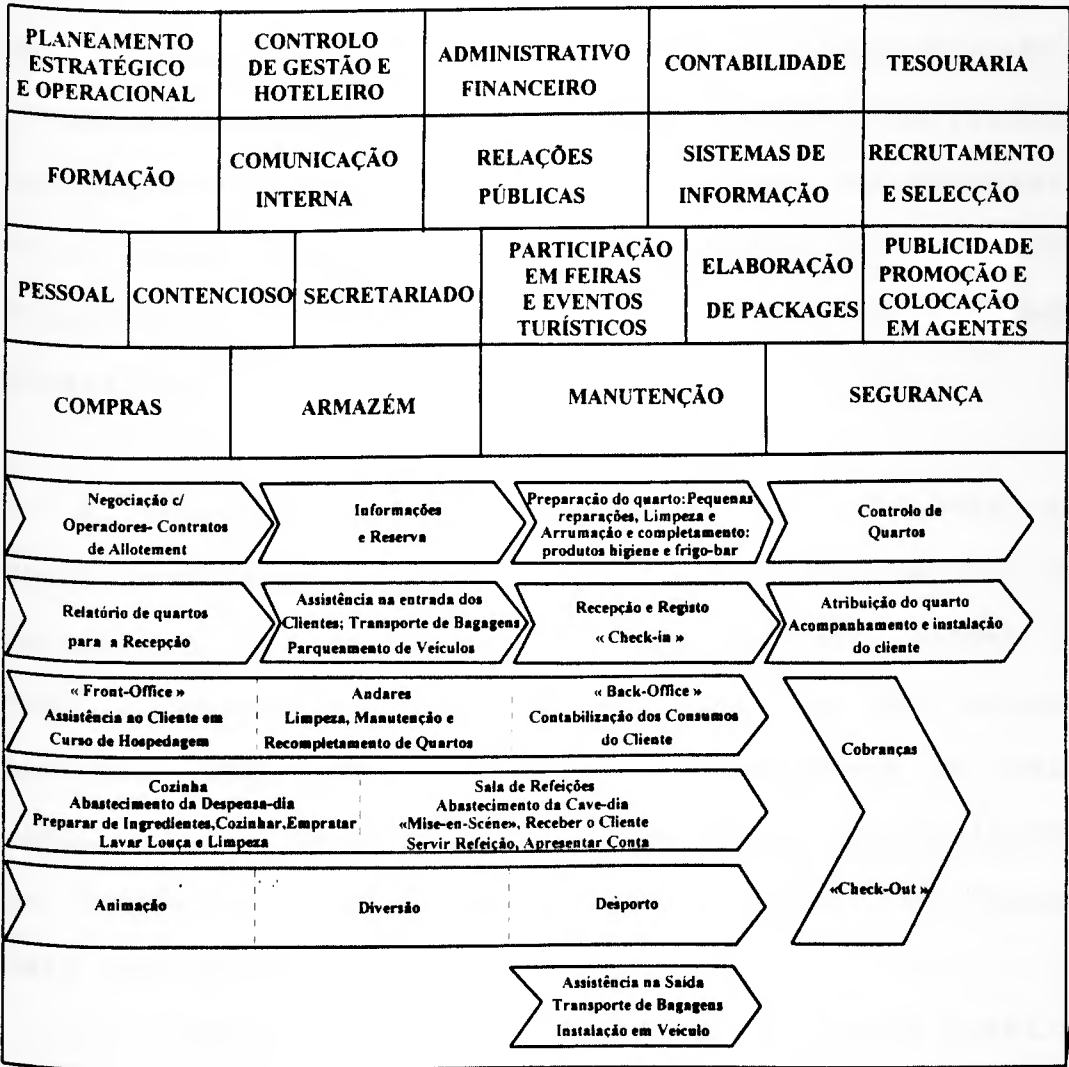 PLANEAMENTO
ESTRATÉGICO
E OPERACIONAL
CONTROLO
DE GESTÃO E
HOTELEIRO
ADMINISTRATIVO
FINANCEIRO
CONTABILIDADE
TESOURARIA
FORMAÇÃO
COMUNICAÇÃO
INTERNA
RELAÇÕES
PÚBLICAS
SISTEMAS DE
INFORMAÇÃO
RECRUTAMENTO
E SELECÇÃO
PESSOAL
CONTENCIOSO
SECRETARIADO
PARTICIPAÇÃO
EM FEIRAS
E EVENTOS
TURÍSTICOS
ELABORAÇÃO
DE PACKAGES
PUBLICIDADE
PROMOÇÃO E
COLOCAÇÃO
EM AGENTES
COMPRAS
ARMAZÉM
MANUTENÇÃO
SEGURANÇA
Negociação c/
Operadores- Contratos
de Allotement
Informações
e Reserva
Preparação do quarto:Pequenas
reparações, Limpeza e
Arrumação e completamento:
produtos higiene e frigo-bar
Controlo de
Quartos
Relatório de quartos
para a Recepção
Assistência na entrada dos
Clientes; Transporte de Bagagens
Parqueamento de Veículos
Recepção e Registo
« Check-in »
Atribuição do quarto
Acompanhamento e instalação
do cliente
« Front-Office »
Assistência ao Cliente em
Curso de Hospedagem
Andares
Limpeza, Manutenção e
Recompletamento de Quartos
« Back-Office »
Contabilização dos Consumos
do Cliente
Cobranças
«Check-Out »
Cozinha
Abastecimento da Despensa-dia
Preparar de Ingredientes,Cozinhar,Empratar
Lavar Louça e Limpeza
Sala de Refeições
Abastecimento da Cave-dia
«Mise-en-Scéne», Receber o Cliente
Servir Refeição, Apresentar Conta
Animação
Diversão
Desporto
Assistência na Saída
Transporte de Bagagens
Instalação em Veículo